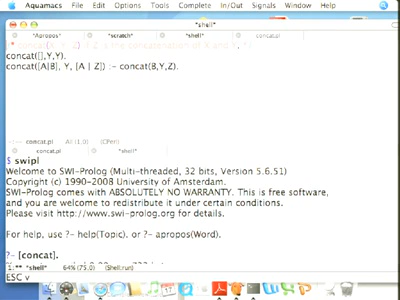 Aquamacs File Edit Options Tools Complete In/Out Signals Window Help
"shell"
*Apropos* *scratch* *shell* concat.pl
concat([],Y,Y).
concat([A|B], Y, [A | Z]) :- concat(B,Y,Z).
concat.pl All (1,0)
concat.pl *shell*
$ swipl
Welcome to SWI-Prolog (Multi-threaded, 32 bits, Version 5.6.51)
Copyright (c) 1990-2008 University of Amsterdam.
SWI-Prolog comes with ABSOLUTELY NO WARRANTY. This is free software,
and you are welcome to redistribute it under certain conditions.
Please visit http://www.swi-prolog.org for details.
For help, use ?- help(Topic). or ?- apropos(Word).
?- [concat].
*shell* 64% (75,0) (Shell:run)
ESC v